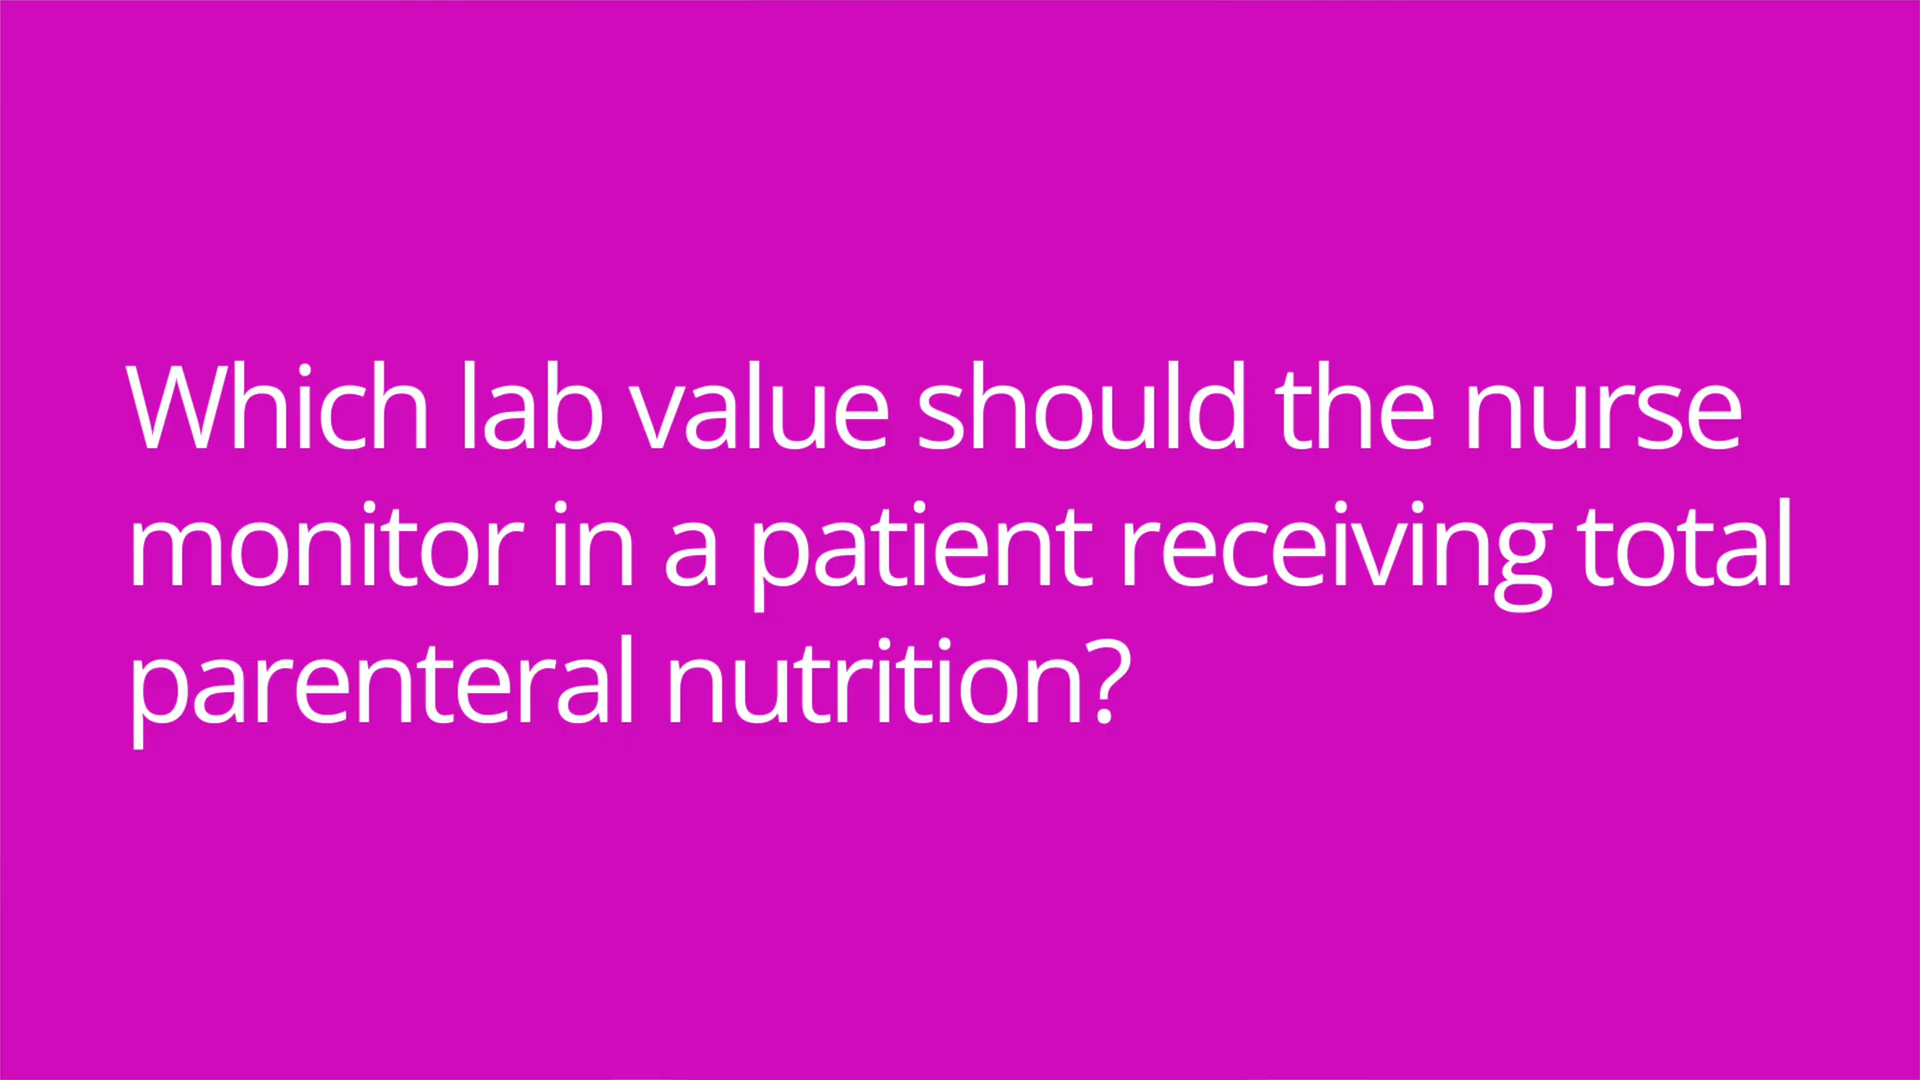 Which lab value should the nurse
monitor in a patient receiving total
parenteral nutrition?